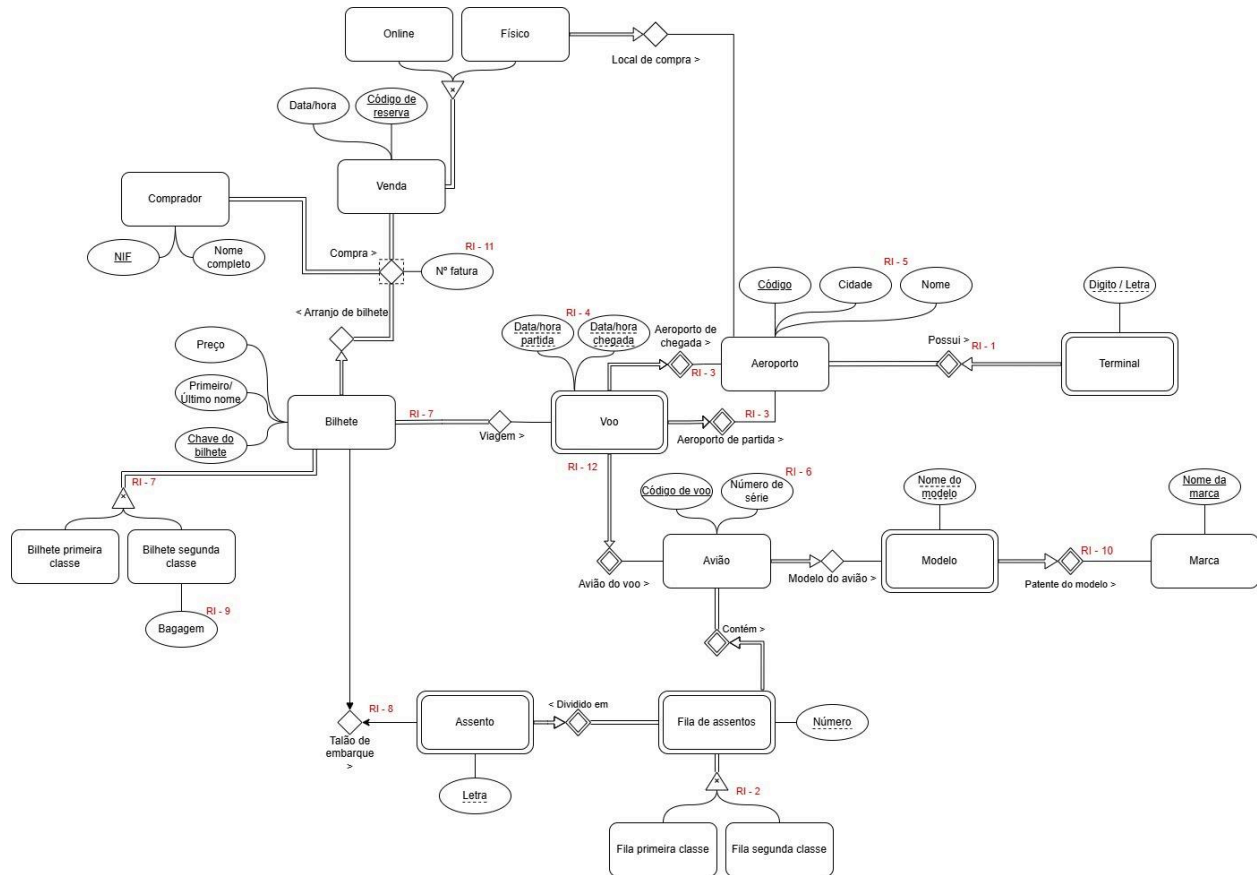 Online
Físico
Local de compra >
Data/hora
Código de
reserva
Venda
Comprador
NIF
Nome
completo
Compra >
RI - 11
Nº fatura
< Arranjo de bilhete
RI - 5
Código
Cidade
Nome
Digito / Letra
RI - 4
Data/hora
partida
Data/hora
chegada
Aeroporto de
chegada >
Possui >
RI - 1
Preço
Aeroporto
Terminal
RI - 3
Primeiro/
Último nome
Bilhete
RI - 7
Viagem >
Voo
RI - 3
Aeroporto de partida >
Chave do
bilhete
RI - 12
RI - 7
RI - 6
Código de voo
Número de
série
Nome do
modelo
Nome da
marca
Bilhete primeira
classe
Bilhete segunda
classe
Avião do voo >
Avião
Modelo do avião >
Modelo
RI - 10
Patente do modelo >
Marca
RI - 9
Bagagem
Contém >
RI - 8
Talão de
embarque
>
Assento
< Dividido em
Fila de assentos
Número
Letra
RI - 2
Fila primeira classe
Fila segunda classe